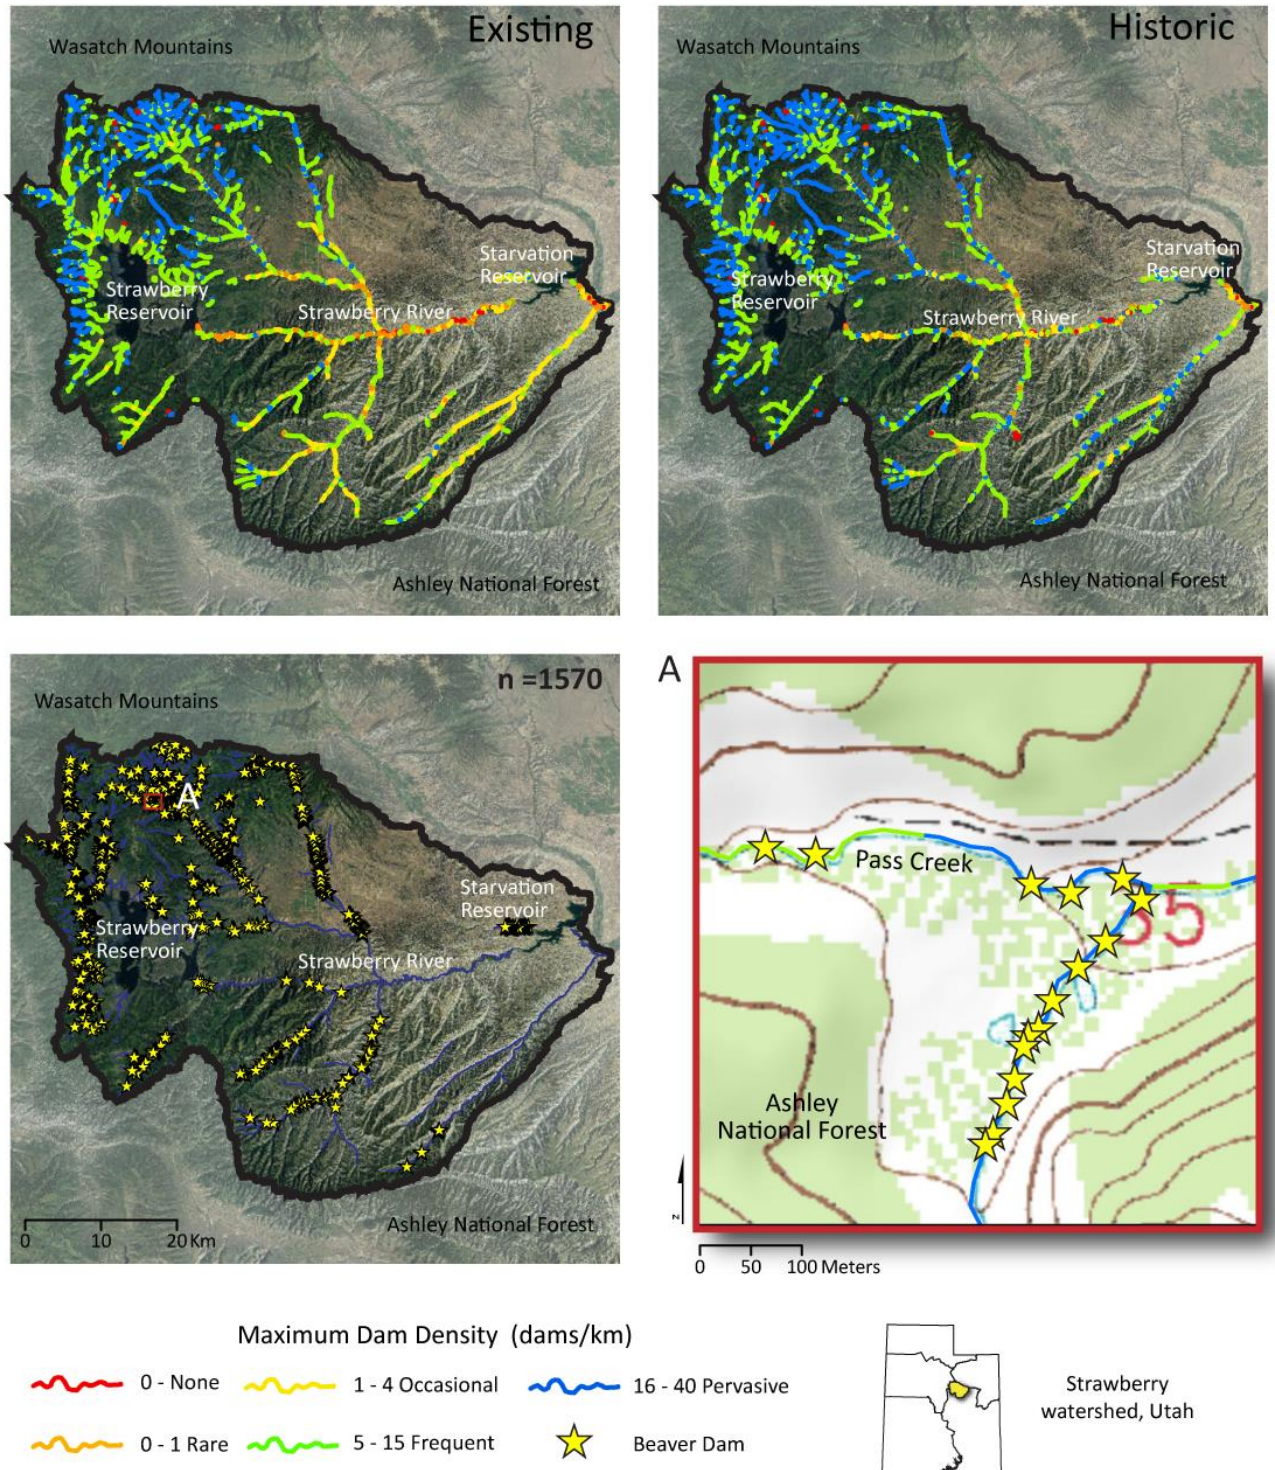 Existing
Wasatch Mountains
Starvation
Reservoir
Strawberry
Reservoir
Strawberry River
Ashley National Forest
Historic
Wasatch Mountains
Starvation
Reservoir
Strawberry
Reservoir
Strawberry River
Ashley National Forest
n =1570
Wasatch Mountains
A
Starvation
Reservoir
Strawberry
Reservoir
Strawberry River
Ashley National Forest
0 10 20 Km
A
Pass Creek
35
Ashley
National Forest
N
0 50 100 Meters
Maximum Dam Density (dams/km)
0 - None
1 - 4 Occasional
16 - 40 Pervasive
0 - 1 Rare
5 - 15 Frequent
Beaver Dam
Strawberry
watershed, Utah